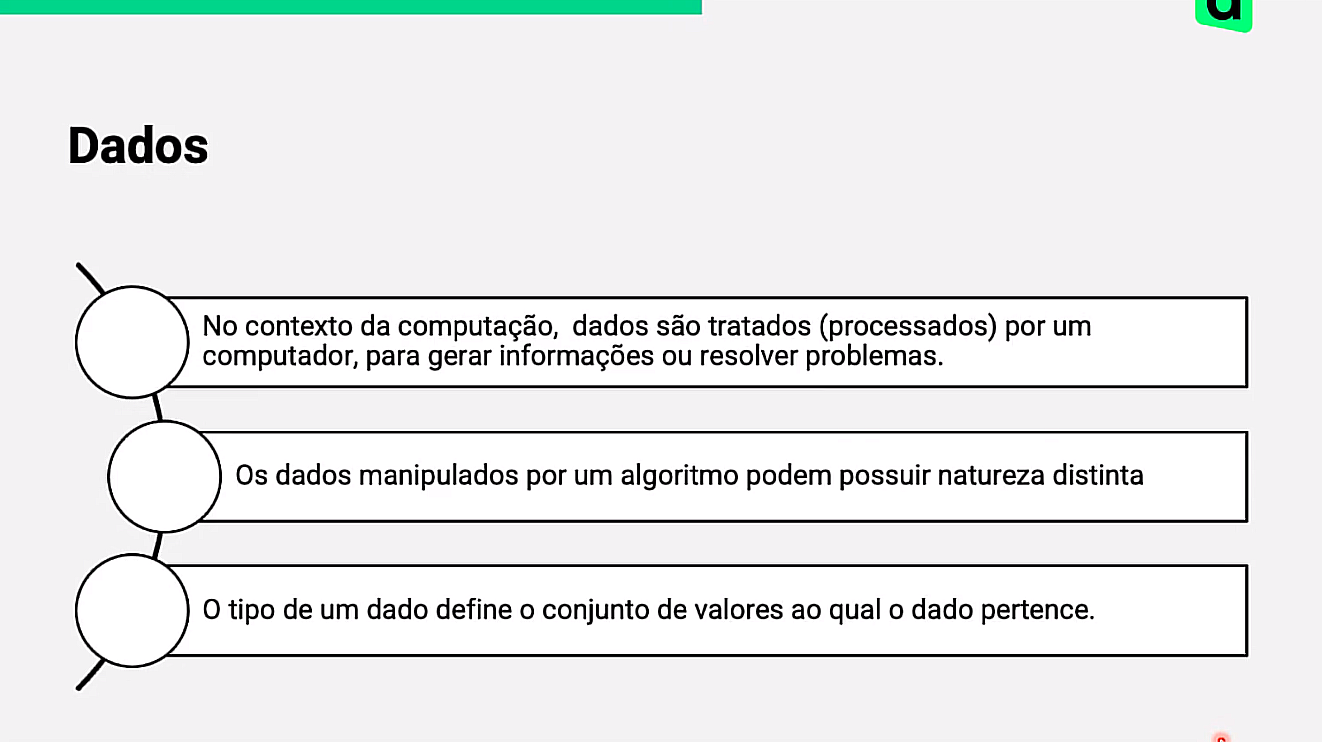 Dados
No contexto da computação, dados são tratados (processados) por um
computador, para gerar informações ou resolver problemas.
Os dados manipulados por um algoritmo podem possuir natureza distinta
O tipo de um dado define o conjunto de valores ao qual o dado pertence.